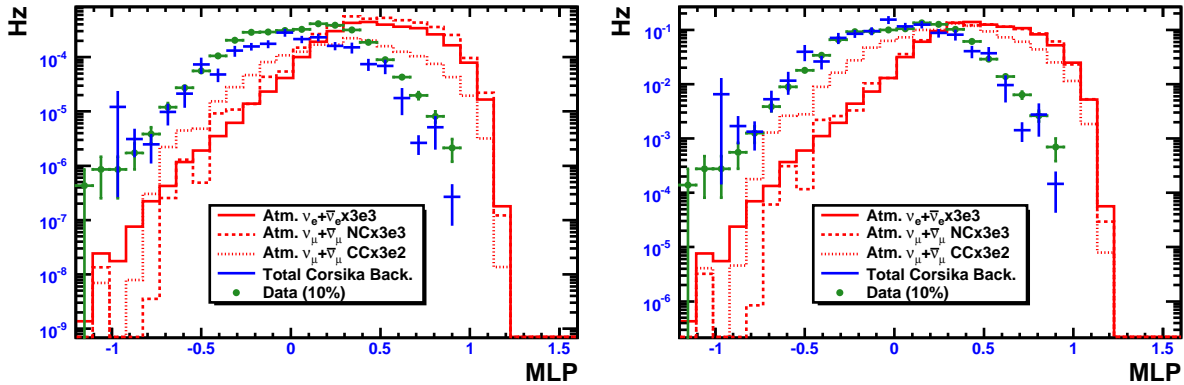 Hz
10⁻⁴
10⁻⁵
10⁻⁶
10⁻⁷
10⁻⁸
10⁻⁹
Atm. νₑ+ν̅ₑx3e3
Atm. ν_μ+ν̅_μ NCx3e3
Atm. ν_μ+ν̅_μ CCx3e2
Total Corsika Back.
Data (10%)
-1 -0.5 0 0.5 1 1.5
MLP
Hz
10⁻¹
10⁻²
10⁻³
10⁻⁴
10⁻⁵
10⁻⁶
Atm. νₑ+ν̅ₑx3e3
Atm. ν_μ+ν̅_μ NCx3e3
Atm. ν_μ+ν̅_μ CCx3e2
Total Corsika Back.
Data (10%)
-1 -0.5 0 0.5 1 1.5
MLP